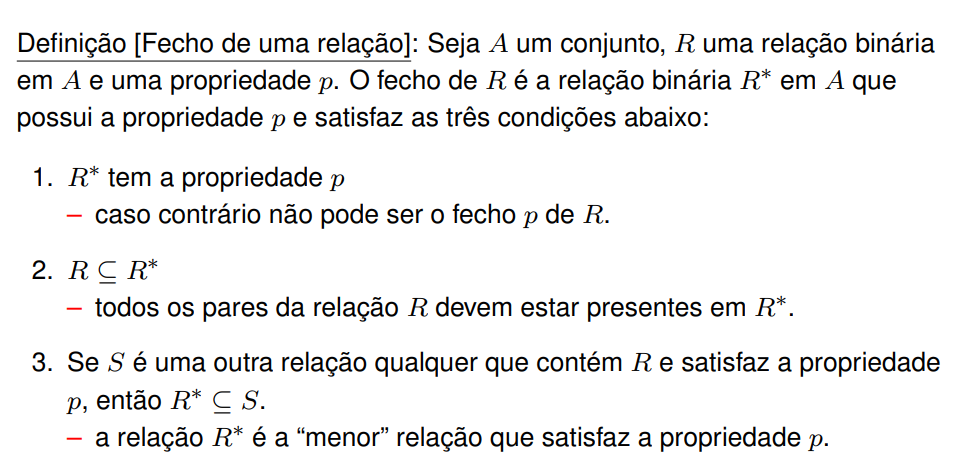 Definição [Fecho de uma relação]: Seja A um conjunto, R uma relação binária
em A e uma propriedade p. O fecho de R é a relação binária R* em A que
possui a propriedade p e satisfaz as três condições abaixo:
1. R* tem a propriedade p
– caso contrário não pode ser o fecho p de R.
2. R ⊆ R*
– todos os pares da relação R devem estar presentes em R*.
3. Se S é uma outra relação qualquer que contém R e satisfaz a propriedade
p, então R* ⊆ S.
– a relação R* é a “menor” relação que satisfaz a propriedade p.